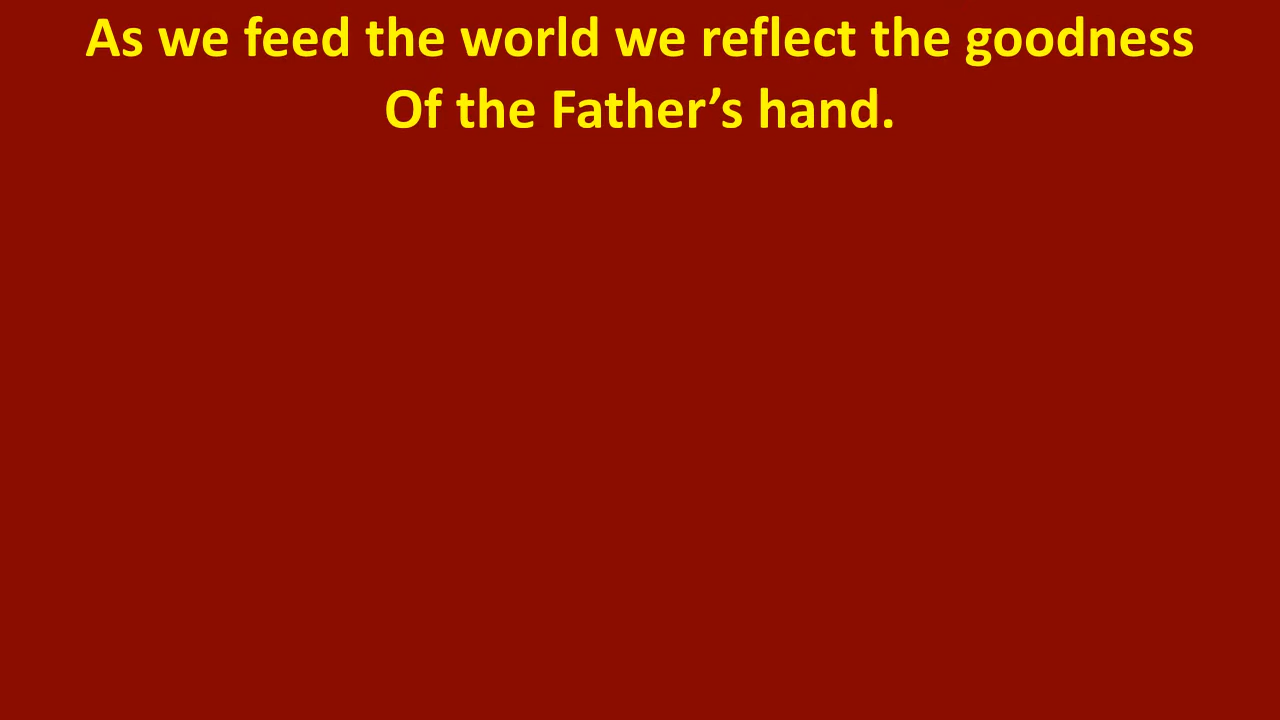 As we feed the world we reflect the goodness
Of the Father’s hand.